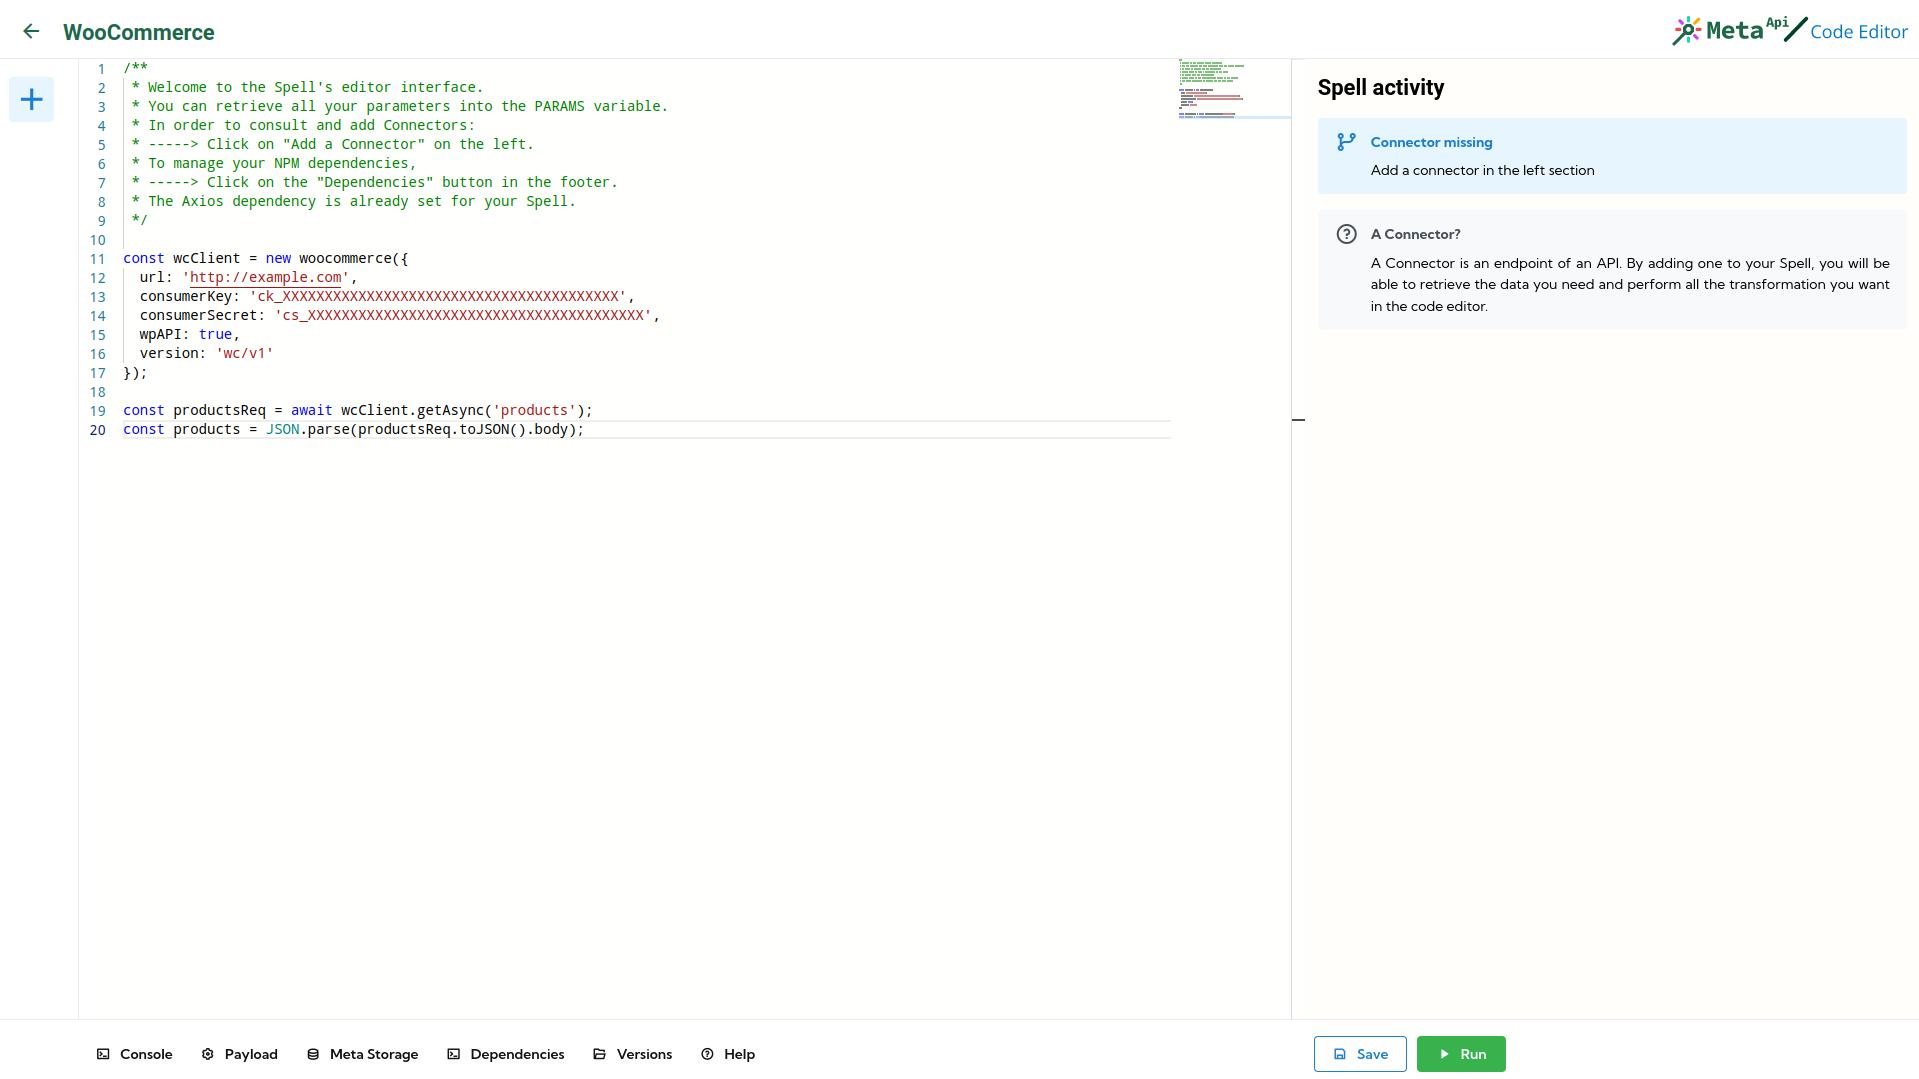 WooCommerce
Meta Api Code Editor
1 /**
2  * Welcome to the Spell's editor interface.
3  * You can retrieve all your parameters into the PARAMS variable.
4  * In order to consult and add Connectors:
5  * -----> Click on "Add a Connector" on the left.
6  * To manage your NPM dependencies,
7  * -----> Click on the "Dependencies" button in the footer.
8  * The Axios dependency is already set for your Spell.
9  */
10
11 const wcClient = new woocommerce({
12   url: 'http://example.com',
13   consumerKey: 'ck_XXXXXXXXXXXXXXXXXXXXXXXXXXXXXXXXXXXXXXXX',
14   consumerSecret: 'cs_XXXXXXXXXXXXXXXXXXXXXXXXXXXXXXXXXXXXXXXX',
15   wpAPI: true,
16   version: 'wc/v1'
17 });
18
19 const productsReq = await wcClient.getAsync('products');
20 const products = JSON.parse(productsReq.toJSON().body);
Spell activity
Connector missing
Add a connector in the left section
A Connector?
A Connector is an endpoint of an API. By adding one to your Spell, you will be
able to retrieve the data you need and perform all the transformation you want
in the code editor.
Console Payload Meta Storage Dependencies Versions Help
Save Run